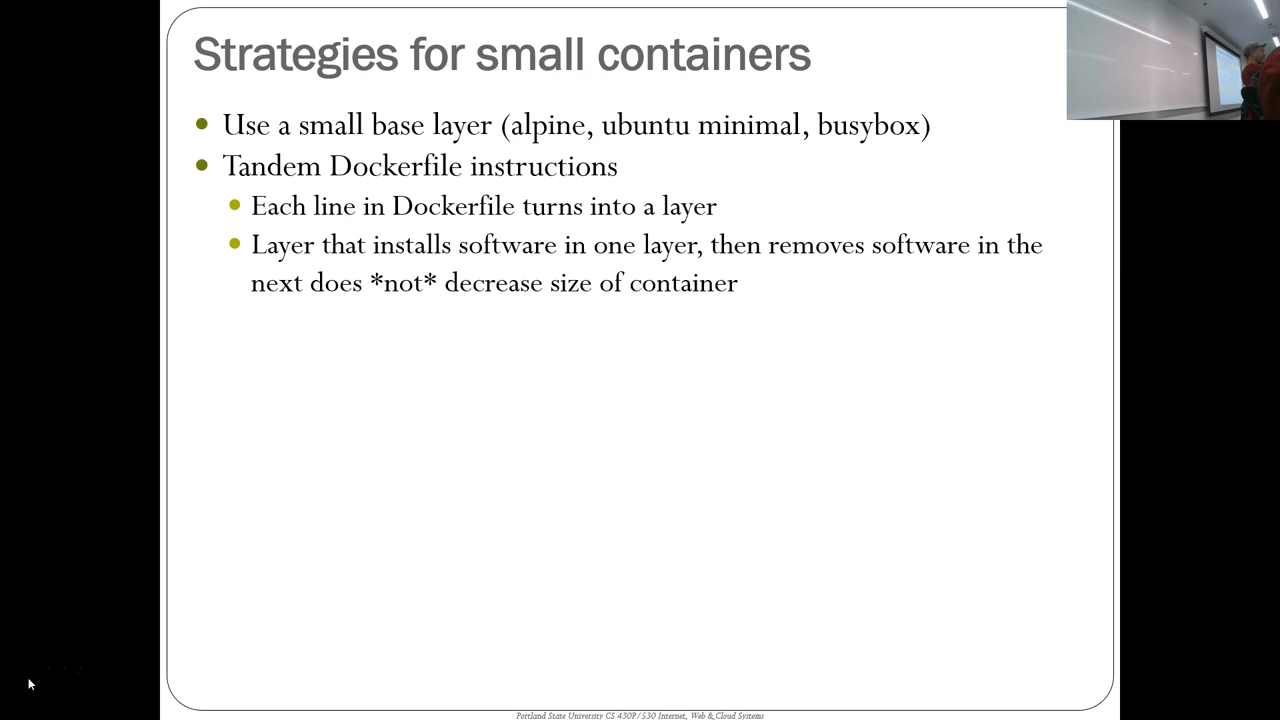 Strategies for small containers
Use a small base layer (alpine, ubuntu minimal, busybox)
Tandem Dockerfile instructions
Each line in Dockerfile turns into a layer
Layer that installs software in one layer, then removes software in the
next does *not* decrease size of container
Portland State University CS 430P/530 Internet, Web & Cloud Systems